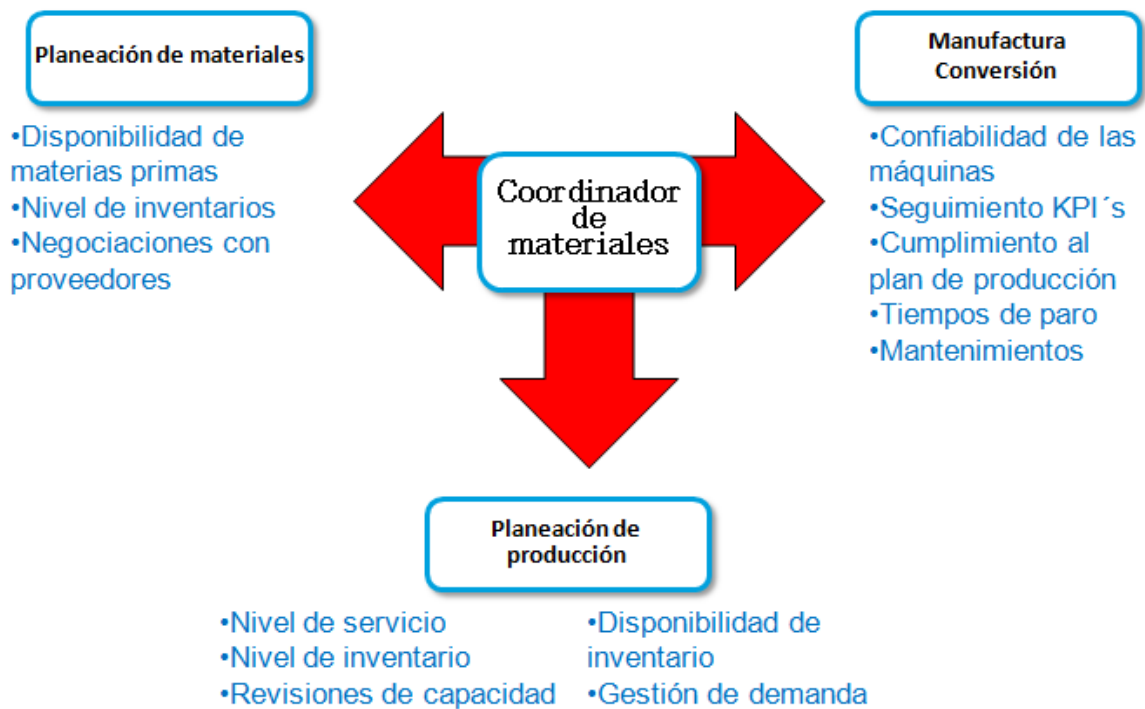 Planeación de materiales
•Disponibilidad de
materias primas
•Nivel de inventarios
•Negociaciones con
proveedores
Coordinador
de
materiales
Manufactura
Conversión
•Confiabilidad de las
máquinas
•Seguimiento KPI´s
•Cumplimiento al
plan de producción
•Tiempos de paro
•Mantenimientos
Planeación de
producción
•Nivel de servicio
•Nivel de inventario
•Revisiones de capacidad
•Disponibilidad de
inventario
•Gestión de demanda